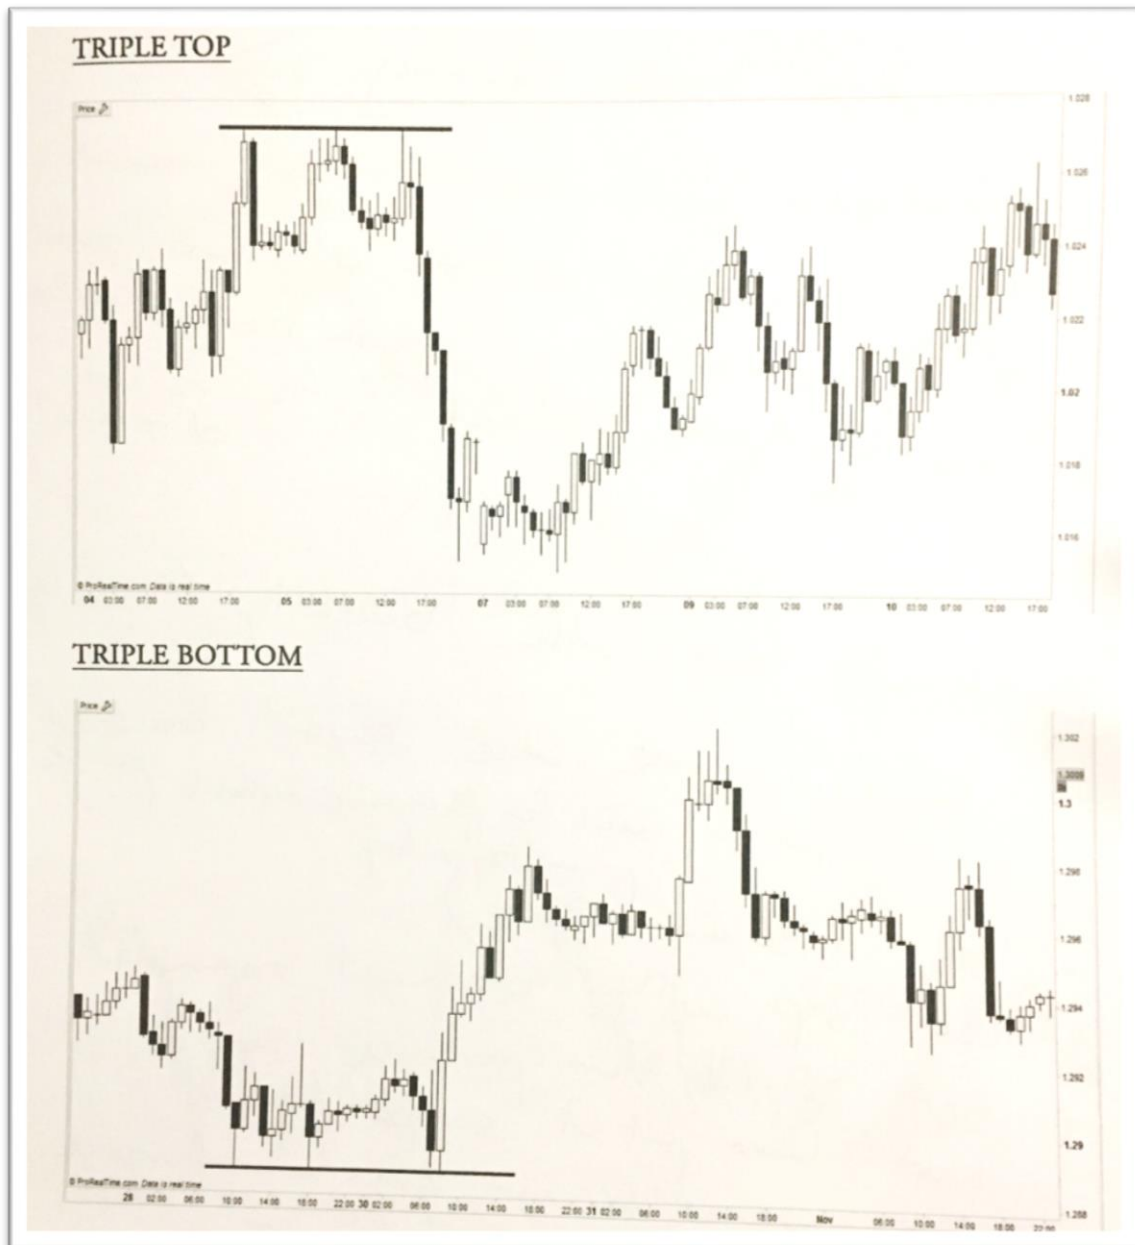 TRIPLE TOP
Price
1.028
1.026
1.024
1.022
1.02
1.018
1.016
© ProRealTime.com Data is real time
04 03:00 07:00 12:00 17:00 05 03:00 07:00 12:00 17:00 07 03:00 07:00 12:00 17:00 09 03:00 07:00 12:00 17:00 10 03:00 07:00 12:00 17:00
TRIPLE BOTTOM
Price
1.302
1.3
1.298
1.296
1.294
1.292
1.29
1.288
© ProRealTime.com Data is real time
28 02:00 06:00 10:00 14:00 18:00 22:00 30 02:00 06:00 10:00 14:00 18:00 22:00 31 02:00 06:00 10:00 14:00 18:00 Nov 06:00 10:00 14:00 18:00 22:00